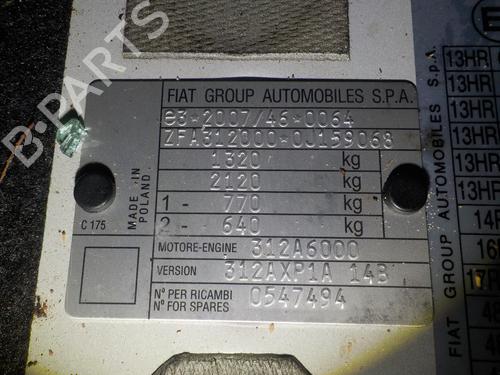 FIAT GROUP AUTOMOBILES S.P.A.
e3*2007/46*0064
ZFA312000*0J159068
1320 kg
2120 kg
1 - 770 kg
2- 640 kg
MOTORE-ENGINE 312A6000
VERSION 312AXP1A 14B
N° PER RICAMBI
N° FOR SPARES 0547494
MADE IN
POLAND
C 175
FIAT GROUP AUTOMOBILES S.p.A.
13HR
13HR
13HR
13HR
13HR
13HR
B-PARTS